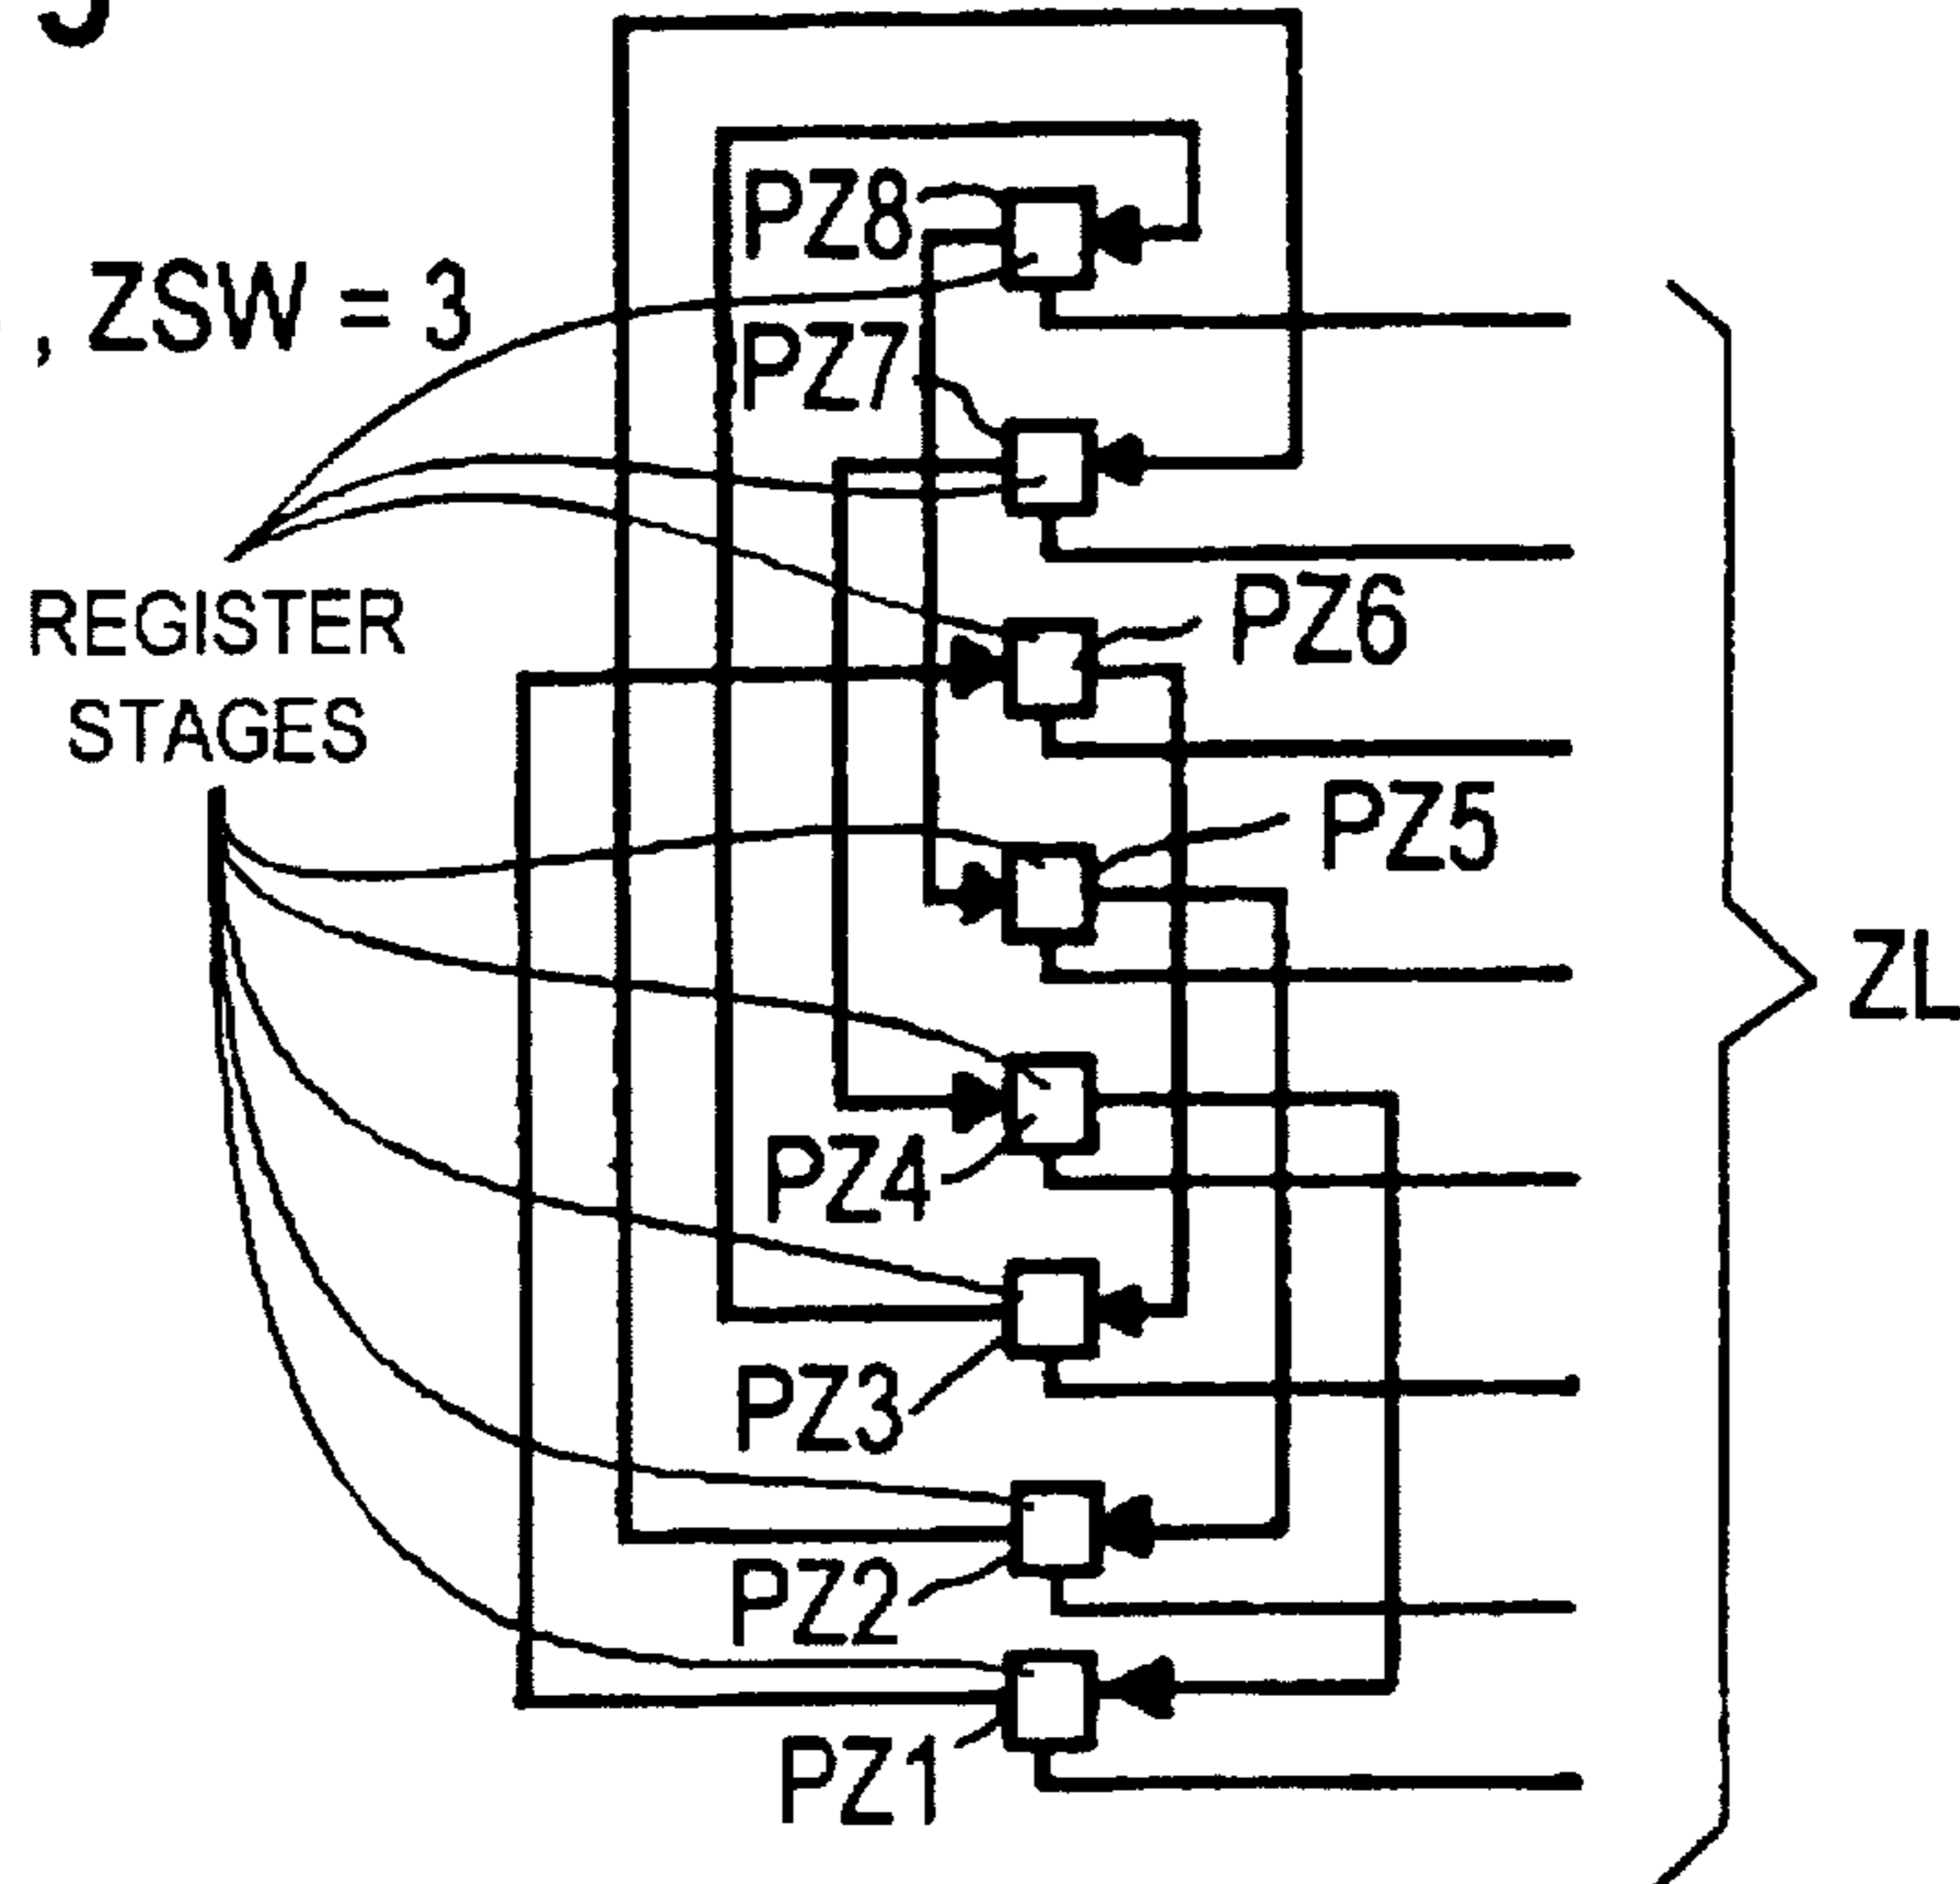 PZ8
, ZSW = 3
PZ7
REGISTER
STAGES
PZ6
PZ5
ZL
PZ4
PZ3
PZ2
PZ1